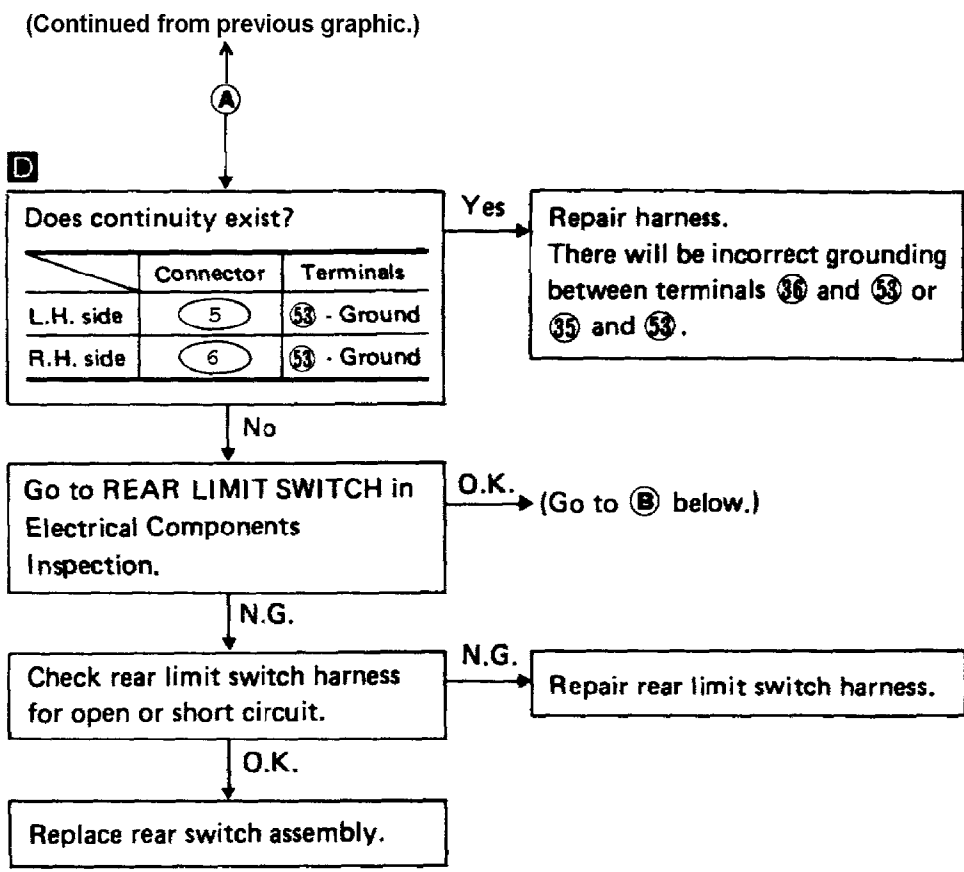 (Continued from previous graphic.)
A
D
Does continuity exist?
Connector Terminals
L.H. side 5 53 - Ground
R.H. side 6 53 - Ground
Yes
Repair harness.
There will be incorrect grounding
between terminals 36 and 53 or
35 and 53.
No
Go to REAR LIMIT SWITCH in
Electrical Components
Inspection.
O.K.
(Go to B below.)
N.G.
Check rear limit switch harness
for open or short circuit.
N.G.
Repair rear limit switch harness.
O.K.
Replace rear switch assembly.